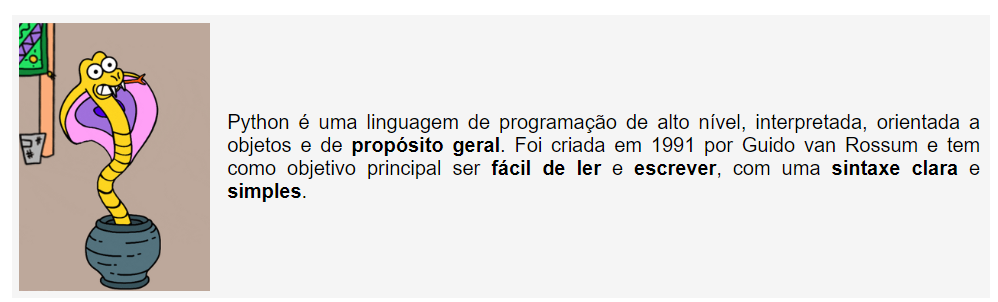 Python é uma linguagem de programação de alto nível, interpretada, orientada a
objetos e de propósito geral. Foi criada em 1991 por Guido van Rossum e tem
como objetivo principal ser fácil de ler e escrever, com uma sintaxe clara e
simples.